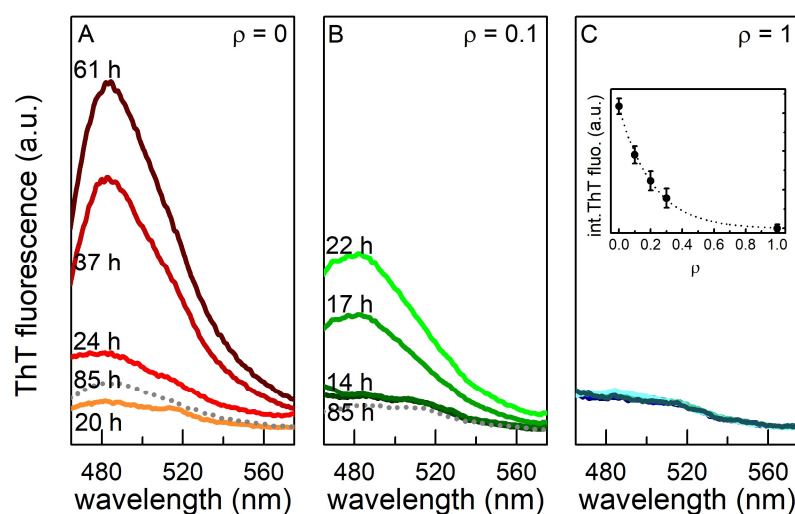 A
ρ = 0
61 h
37 h
24 h
85 h
20 h
B
ρ = 0.1
22 h
17 h
14 h
85 h
C
ρ = 1
int.ThT fluo. (a.u.)
0.0 0.2 0.4 0.6 0.8 1.0
ρ
ThT fluorescence (a.u.)
480 520 560
wavelength (nm)
480 520 560
wavelength (nm)
480 520 560
wavelength (nm)